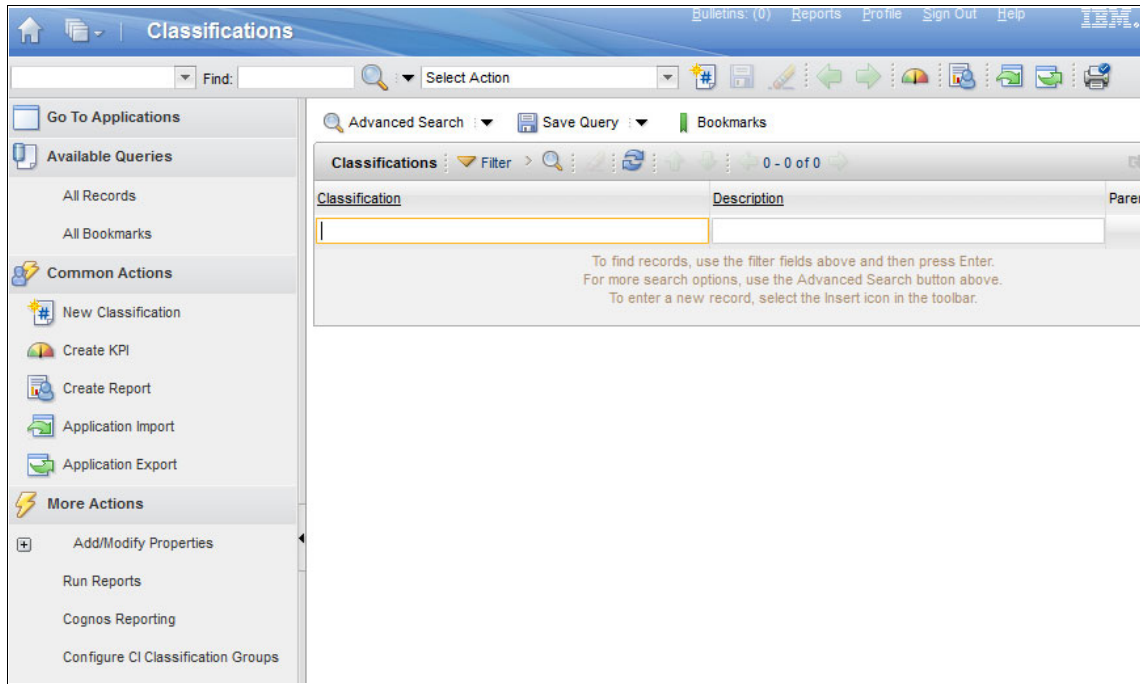 Classifications
Bulletins: (0) Reports Profile Sign Out Help
IBM.
Find:
Select Action
Go To Applications
Available Queries
All Records
All Bookmarks
Common Actions
New Classification
Create KPI
Create Report
Application Import
Application Export
More Actions
Add/Modify Properties
Run Reports
Cognos Reporting
Configure CI Classification Groups
Advanced Search
Save Query
Bookmarks
Classifications Filter 0 - 0 of 0
Classification Description
To find records, use the filter fields above and then press Enter.
For more search options, use the Advanced Search button above.
To enter a new record, select the Insert icon in the toolbar.